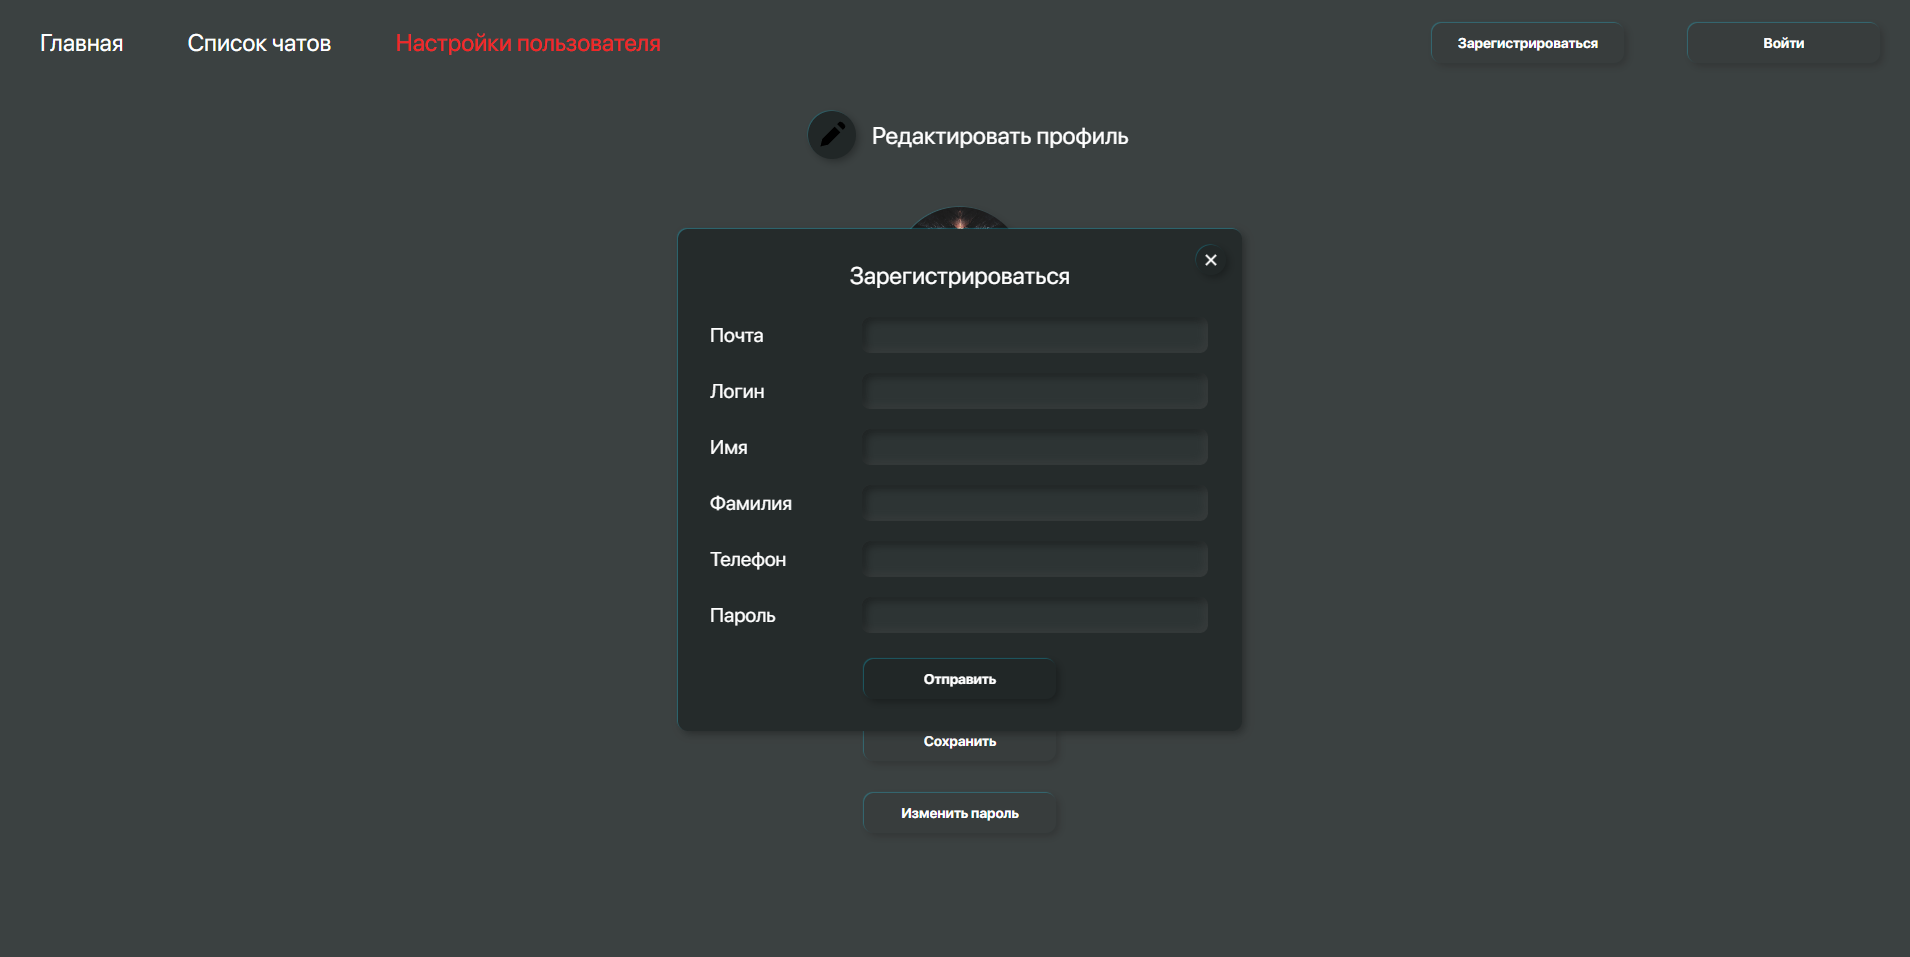 Главная Список чатов Настройки пользователя Зарегистрироваться Войти
Редактировать профиль
Зарегистрироваться
Почта
Логин
Имя
Фамилия
Телефон
Пароль
Отправить
Сохранить
Изменить пароль